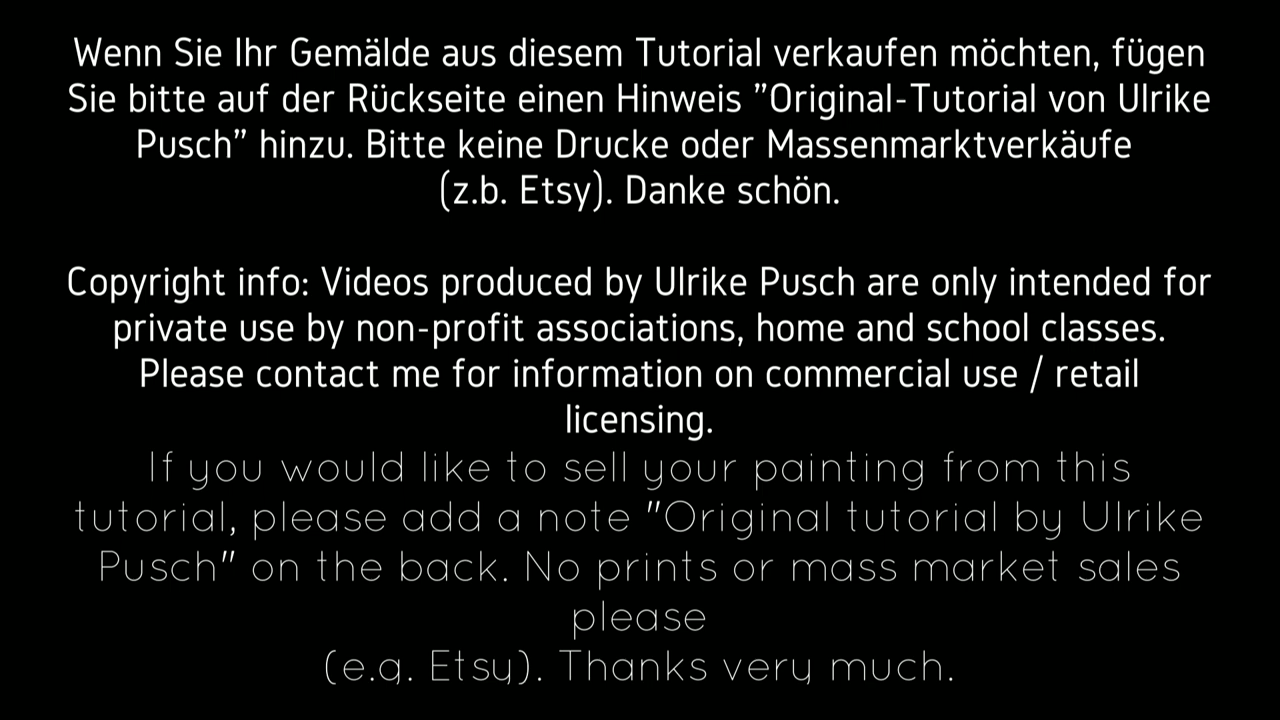 Wenn Sie Ihr Gemälde aus diesem Tutorial verkaufen möchten, fügen
Sie bitte auf der Rückseite einen Hinweis "Original-Tutorial von Ulrike
Pusch" hinzu. Bitte keine Drucke oder Massenmarktverkäufe
(z.b. Etsy). Danke schön.
Copyright info: Videos produced by Ulrike Pusch are only intended for
private use by non-profit associations, home and school classes.
Please contact me for information on commercial use / retail
licensing.
If you would like to sell your painting from this
tutorial, please add a note "Original tutorial by Ulrike
Pusch" on the back. No prints or mass market sales
please
(e.g. Etsy). Thanks very much.